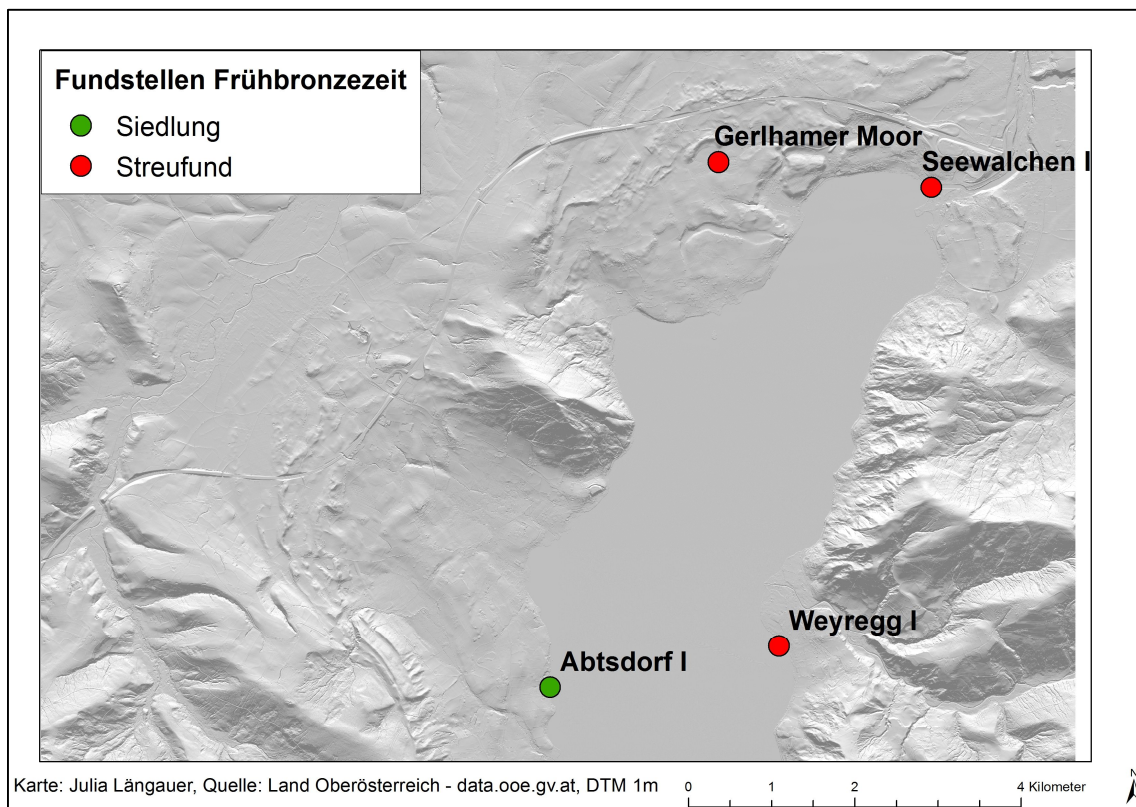 Fundstellen Frühbronzezeit
Siedlung
Streufund
Gerlhamer Moor
Seewalchen I
Weyregg I
Abtsdorf I
Karte: Julia Längauer, Quelle: Land Oberösterreich - data.ooe.gv.at, DTM 1m
0 1 2 4 Kilometer
N